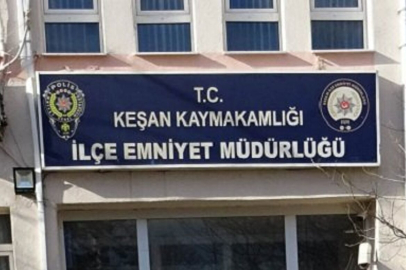 POLİS
T.C.
KEŞAN KAYMAKAMLIĞI
İLÇE EMNİYET MÜDÜRLÜĞÜ